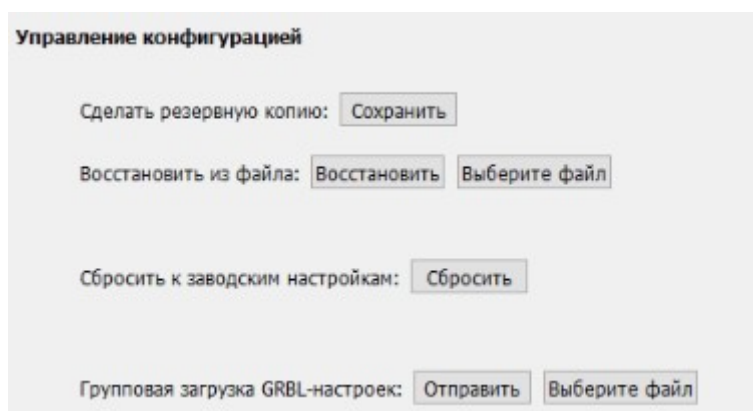 Управление конфигурацией
Сделать резервную копию: Сохранить
Восстановить из файла: Восстановить Выберите файл
Сбросить к заводским настройкам: Сбросить
Групповая загрузка GRBL-настроек: Отправить Выберите файл